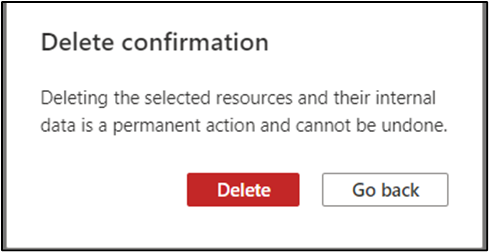 Delete confirmation
Deleting the selected resources and their internal
data is a permanent action and cannot be undone.
Delete
Go back